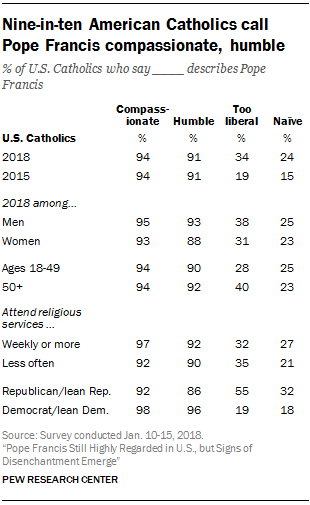 Nine-in-ten American Catholics call
Pope Francis compassionate, humble
% of U.S. Catholics who say ____ describes Pope
Francis
Compass-
ionate Humble Too
liberal Naïve
U.S. Catholics % % % %
2018 94 91 34 24
2015 94 91 19 15
2018 among...
Men 95 93 38 25
Women 93 88 31 23
Ages 18-49 94 90 28 25
50+ 94 92 40 23
Attend religious
services ...
Weekly or more 97 92 32 27
Less often 92 90 35 21
Republican/lean Rep. 92 86 55 32
Democrat/lean Dem. 98 96 19 18
Source: Survey conducted Jan. 10-15, 2018.
“Pope Francis Still Highly Regarded in U.S., but Signs of
Disenchantment Emerge”
PEW RESEARCH CENTER